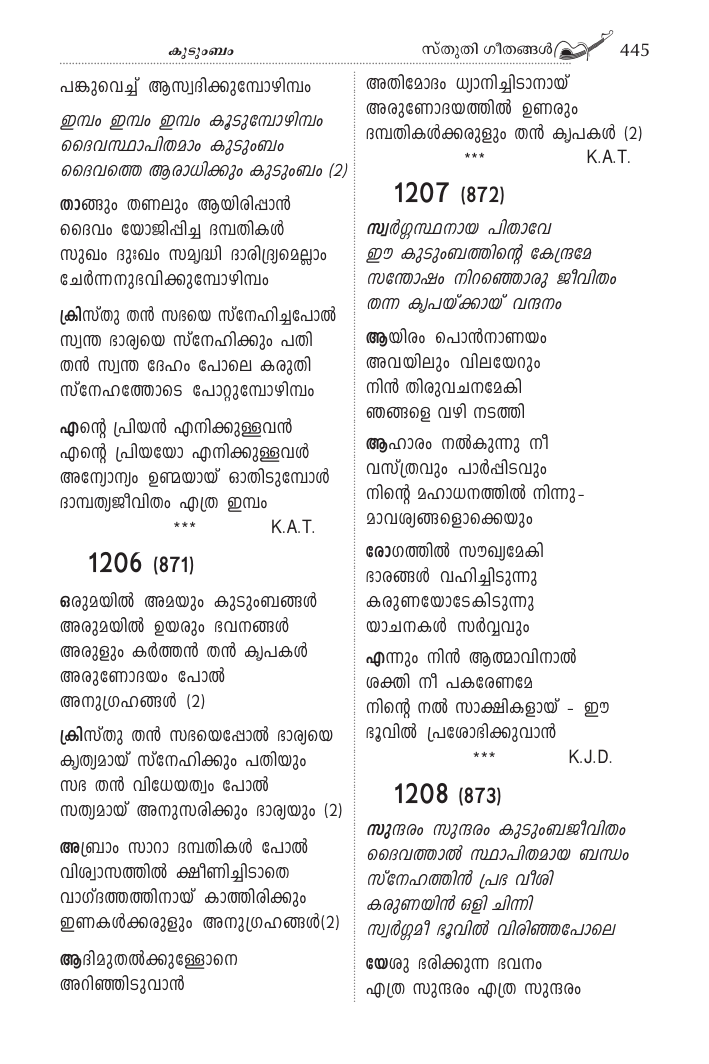 കുടുംബം
സ്തുതി ഗീതങ്ങൾ 445
പങ്കുവെച്ച് ആസ്വദിക്കുമ്പോഴിമ്പം
ഇമ്പം ഇമ്പം ഇമ്പം കൂടുമ്പോഴിമ്പം
ദൈവസ്ഥാപിതമാം കുടുംബം
ദൈവത്തെ ആരാധിക്കും കുടുംബം (2)
താങ്ങും തണലും ആയിരിപ്പാൻ
ദൈവം യോജിപ്പിച്ച ദമ്പതികൾ
സുഖം ദുഃഖം സമൃദ്ധി ദാരിദ്ര്യമെല്ലാം
ചേർന്നനുഭവിക്കുമ്പോഴിമ്പം
ക്രിസ്തു തൻ സഭയെ സ്നേഹിച്ചപോൽ
സ്വന്ത ഭാര്യയെ സ്നേഹിക്കും പതി
തൻ സ്വന്ത ദേഹം പോലെ കരുതി
സ്നേഹത്തോടെ പോറ്റുമ്പോഴിമ്പം
എന്റെ പ്രിയൻ എനിക്കുള്ളവൻ
എന്റെ പ്രിയയോ എനിക്കുള്ളവൾ
അന്യോന്യം ഉണ്മയായ് ഓതിടുമ്പോൾ
ദാമ്പത്യജീവിതം എത്ര ഇമ്പം
*** K.A.T.
1206 (871)
ഒരുമയിൽ അമയും കുടുംബങ്ങൾ
അരുമയിൽ ഉയരും ഭവനങ്ങൾ
അരുളും കർത്തൻ തൻ കൃപകൾ
അരുണോദയം പോൽ
അനുഗ്രഹങ്ങൾ (2)
ക്രിസ്തു തൻ സഭയെപ്പോൽ ഭാര്യയെ
കൃത്യമായ് സ്നേഹിക്കും പതിയും
സഭ തൻ വിധേയത്വം പോൽ
സത്യമായ് അനുസരിക്കും ഭാര്യയും (2)
അബ്രാം സാറാ ദമ്പതികൾ പോൽ
വിശ്വാസത്തിൽ ക്ഷീണിച്ചിടാതെ
വാഗ്ദത്തത്തിനായ് കാത്തിരിക്കും
ഇണകൾക്കരുളും അനുഗ്രഹങ്ങൾ(2)
ആദിമുതൽക്കുള്ളോനെ
അറിഞ്ഞിടുവാൻ
അതിമോദം ധ്യാനിച്ചിടാനായ്
അരുണോദയത്തിൽ ഉണരും
ദമ്പതികൾക്കരുളും തൻ കൃപകൾ (2)
*** K.A.T.
1207 (872)
സ്വർഗ്ഗസ്ഥനായ പിതാവേ
ഈ കുടുംബത്തിന്റെ കേന്ദ്രമേ
സന്തോഷം നിറഞ്ഞൊരു ജീവിതം
തന്ന കൃപയ്ക്കായ് വന്ദനം
ആയിരം പൊൻനാണയം
അവയിലും വിലയേറും
നിൻ തിരുവചനമേകി
ഞങ്ങളെ വഴി നടത്തി
ആഹാരം നൽകുന്നു നീ
വസ്ത്രവും പാർപ്പിടവും
നിന്റെ മഹാധനത്തിൽ നിന്നു-
മാവശ്യങ്ങളൊക്കെയും
രോഗത്തിൽ സൗഖ്യമേകി
ഭാരങ്ങൾ വഹിച്ചിടുന്നു
കരുണയോടേകിടുന്നു
യാചനകൾ സർവ്വവും
എന്നും നിൻ ആത്മാവിനാൽ
ശക്തി നീ പകരേണമേ
നിന്റെ നൽ സാക്ഷികളായ് - ഈ
ഭൂവിൽ പ്രശോഭിക്കുവാൻ
*** K.J.D.
1208 (873)
സുന്ദരം സുന്ദരം കുടുംബജീവിതം
ദൈവത്താൽ സ്ഥാപിതമായ ബന്ധം
സ്നേഹത്തിൻ പ്രഭ വീശി
കരുണയിൻ ഒളി ചിന്നി
സ്വർഗ്ഗമീ ഭൂവിൽ വിരിഞ്ഞപോലെ
യേശു ഭരിക്കുന്ന ഭവനം
എത്ര സുന്ദരം എത്ര സുന്ദരം